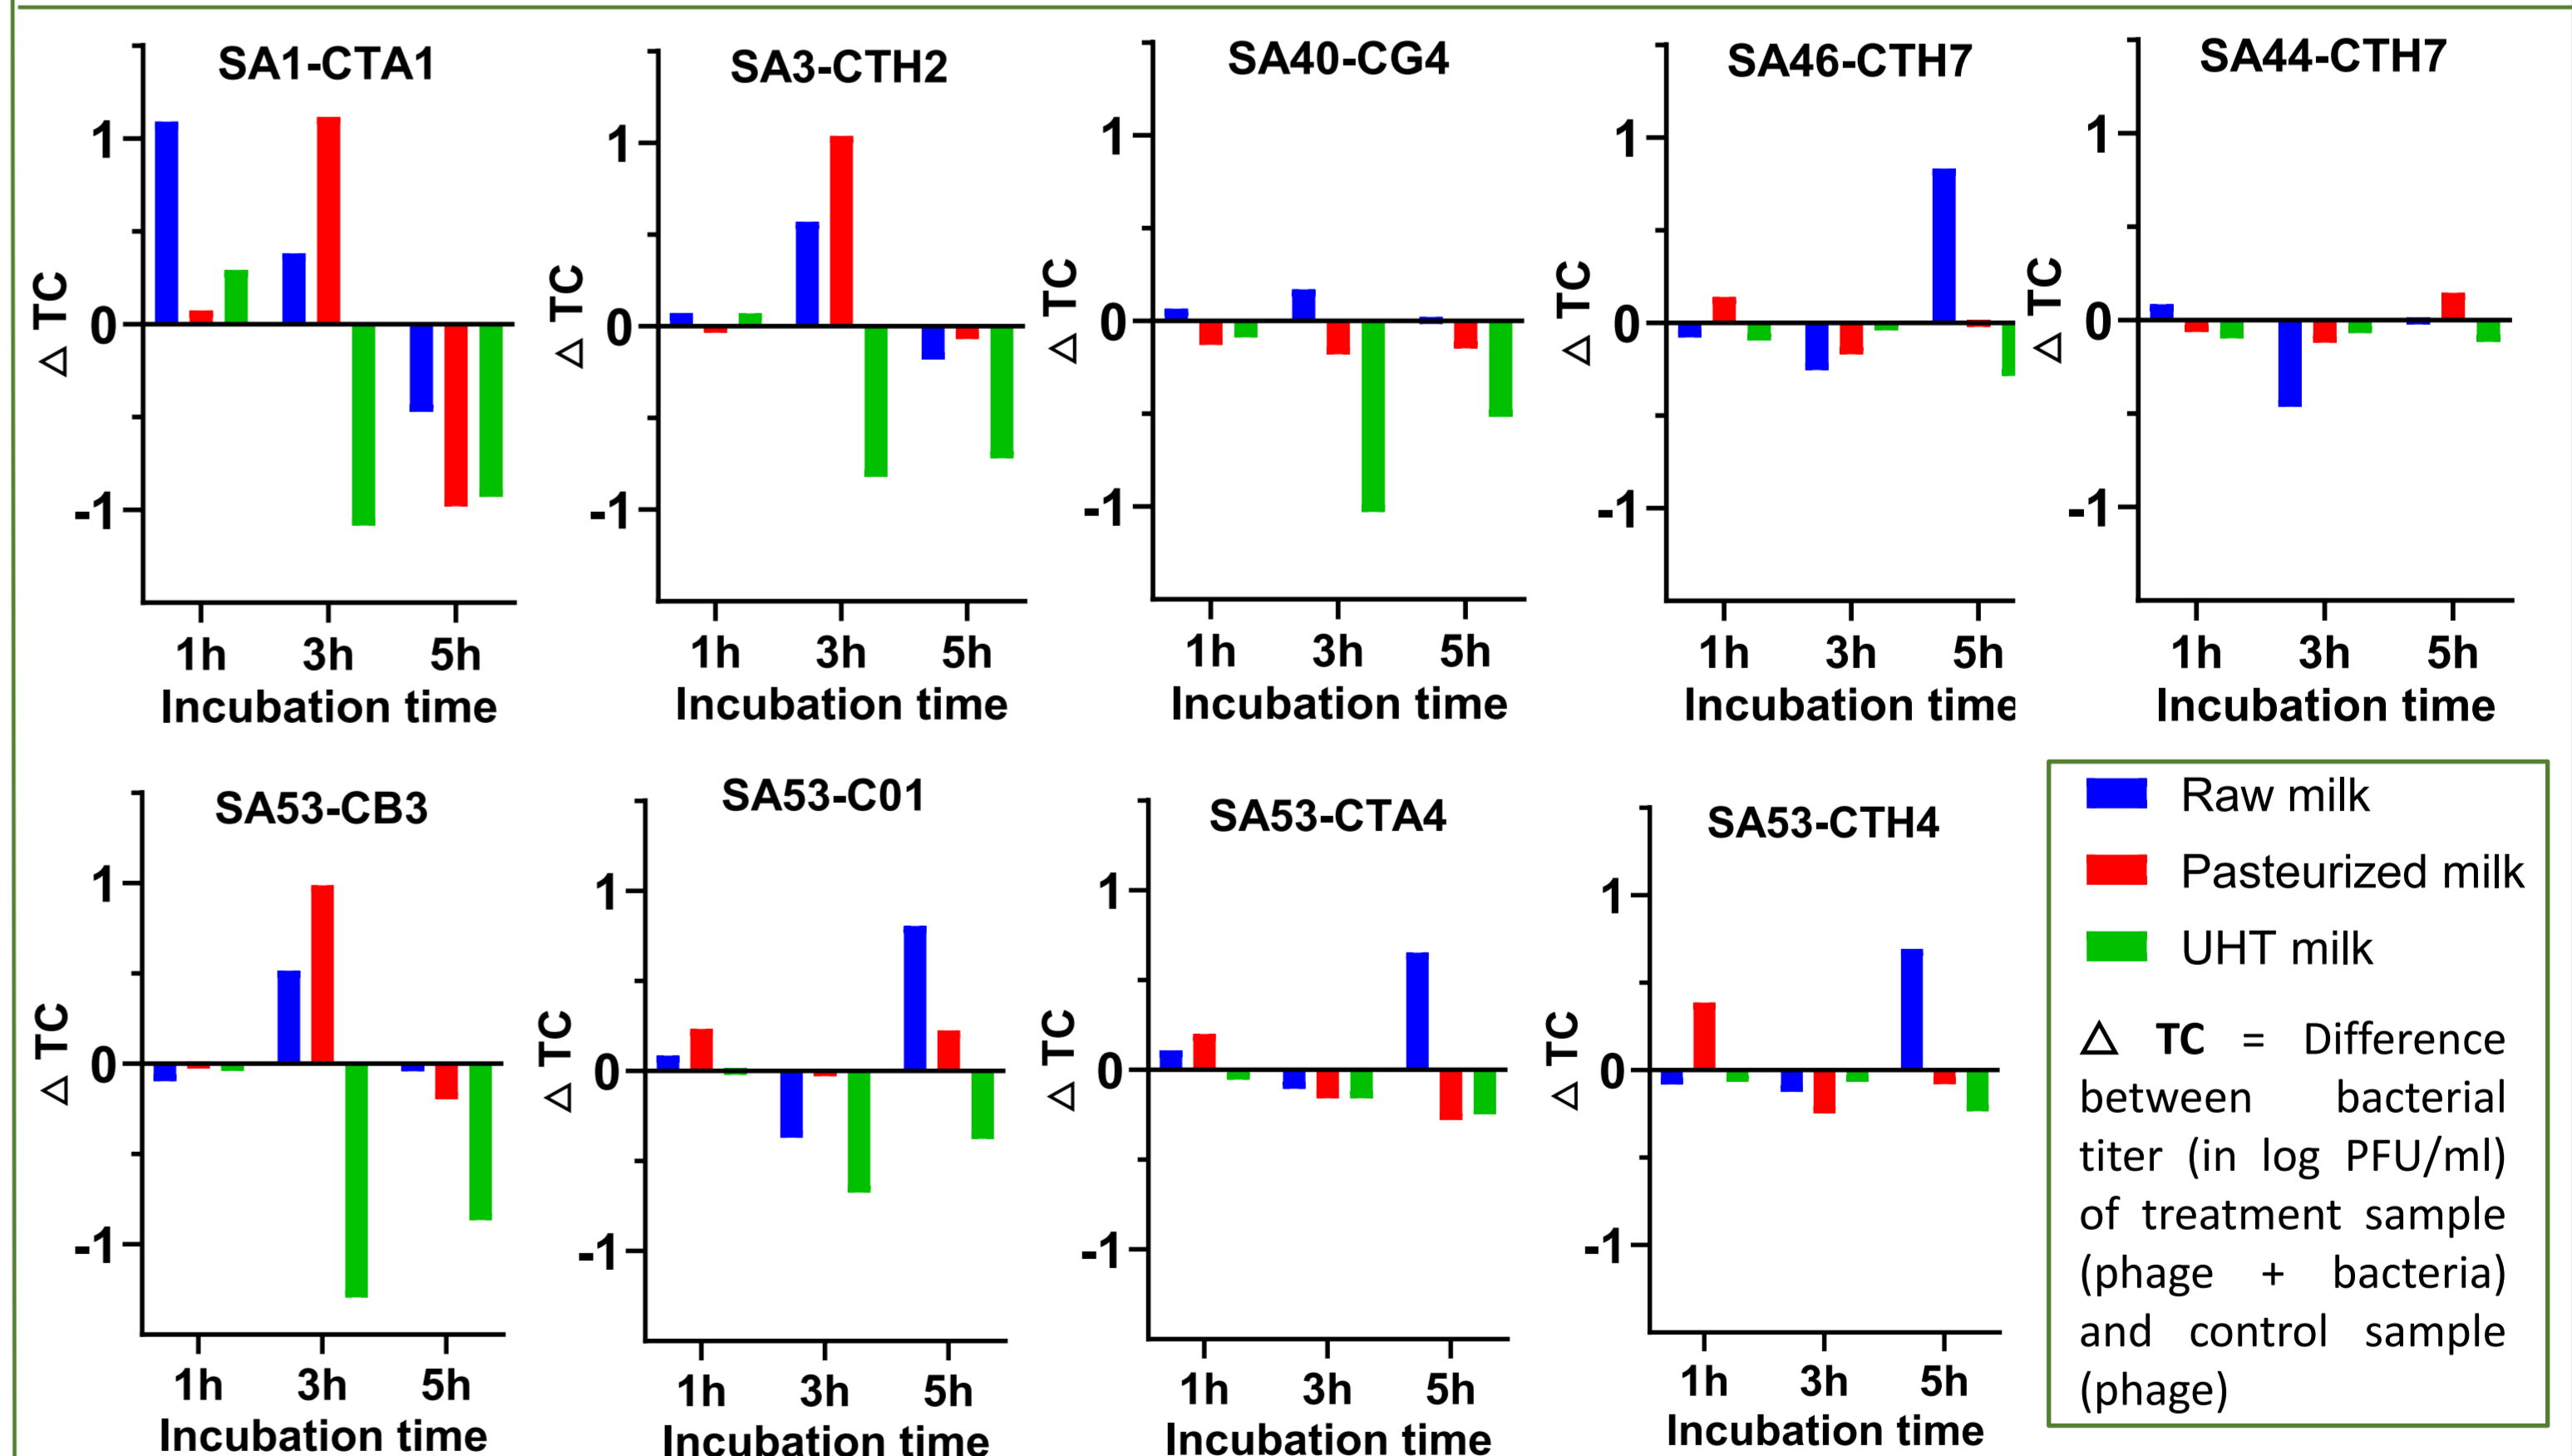 SA1-CTA1
△ TC
1
0
-1
1h 3h 5h
Incubation time
SA3-CTH2
△ TC
1
0
-1
1h 3h 5h
Incubation time
SA40-CG4
△ TC
1
0
-1
1h 3h 5h
Incubation time
SA46-CTH7
△ TC
1
0
-1
1h 3h 5h
Incubation time
SA44-CTH7
△ TC
1
0
-1
1h 3h 5h
Incubation time
SA53-CB3
△ TC
1
0
-1
1h 3h 5h
Incubation time
SA53-C01
△ TC
1
0
-1
1h 3h 5h
Incubation time
SA53-CTA4
△ TC
1
0
-1
1h 3h 5h
Incubation time
SA53-CTH4
△ TC
1
0
-1
1h 3h 5h
Incubation time
Raw milk
Pasteurized milk
UHT milk
△ TC = Difference
between bacterial
titer (in log PFU/ml)
of treatment sample
(phage + bacteria)
and control sample
(phage)